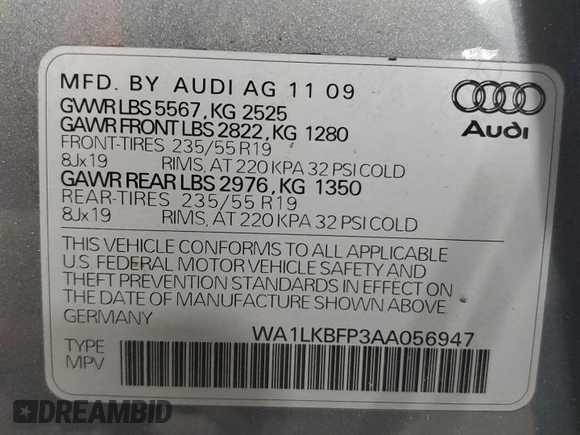 MFD. BY AUDI AG 11 09
GVWR LBS 5567, KG 2525
GAWR FRONT LBS 2822, KG 1280
FRONT-TIRES 235/55 R19
8Jx19 RIMS, AT 220 KPA 32 PSI COLD
GAWR REAR LBS 2976, KG 1350
REAR-TIRES 235/55 R19
8Jx19 RIMS, AT 220 KPA 32 PSI COLD
THIS VEHICLE CONFORMS TO ALL APPLICABLE
U.S. FEDERAL MOTOR VEHICLE SAFETY AND
THEFT PREVENTION STANDARDS IN EFFECT ON
THE DATE OF MANUFACTURE SHOWN ABOVE.
GERMANY
WA1LKBFP3AA056947
TYPE
MPV
Audi
DREAMBID